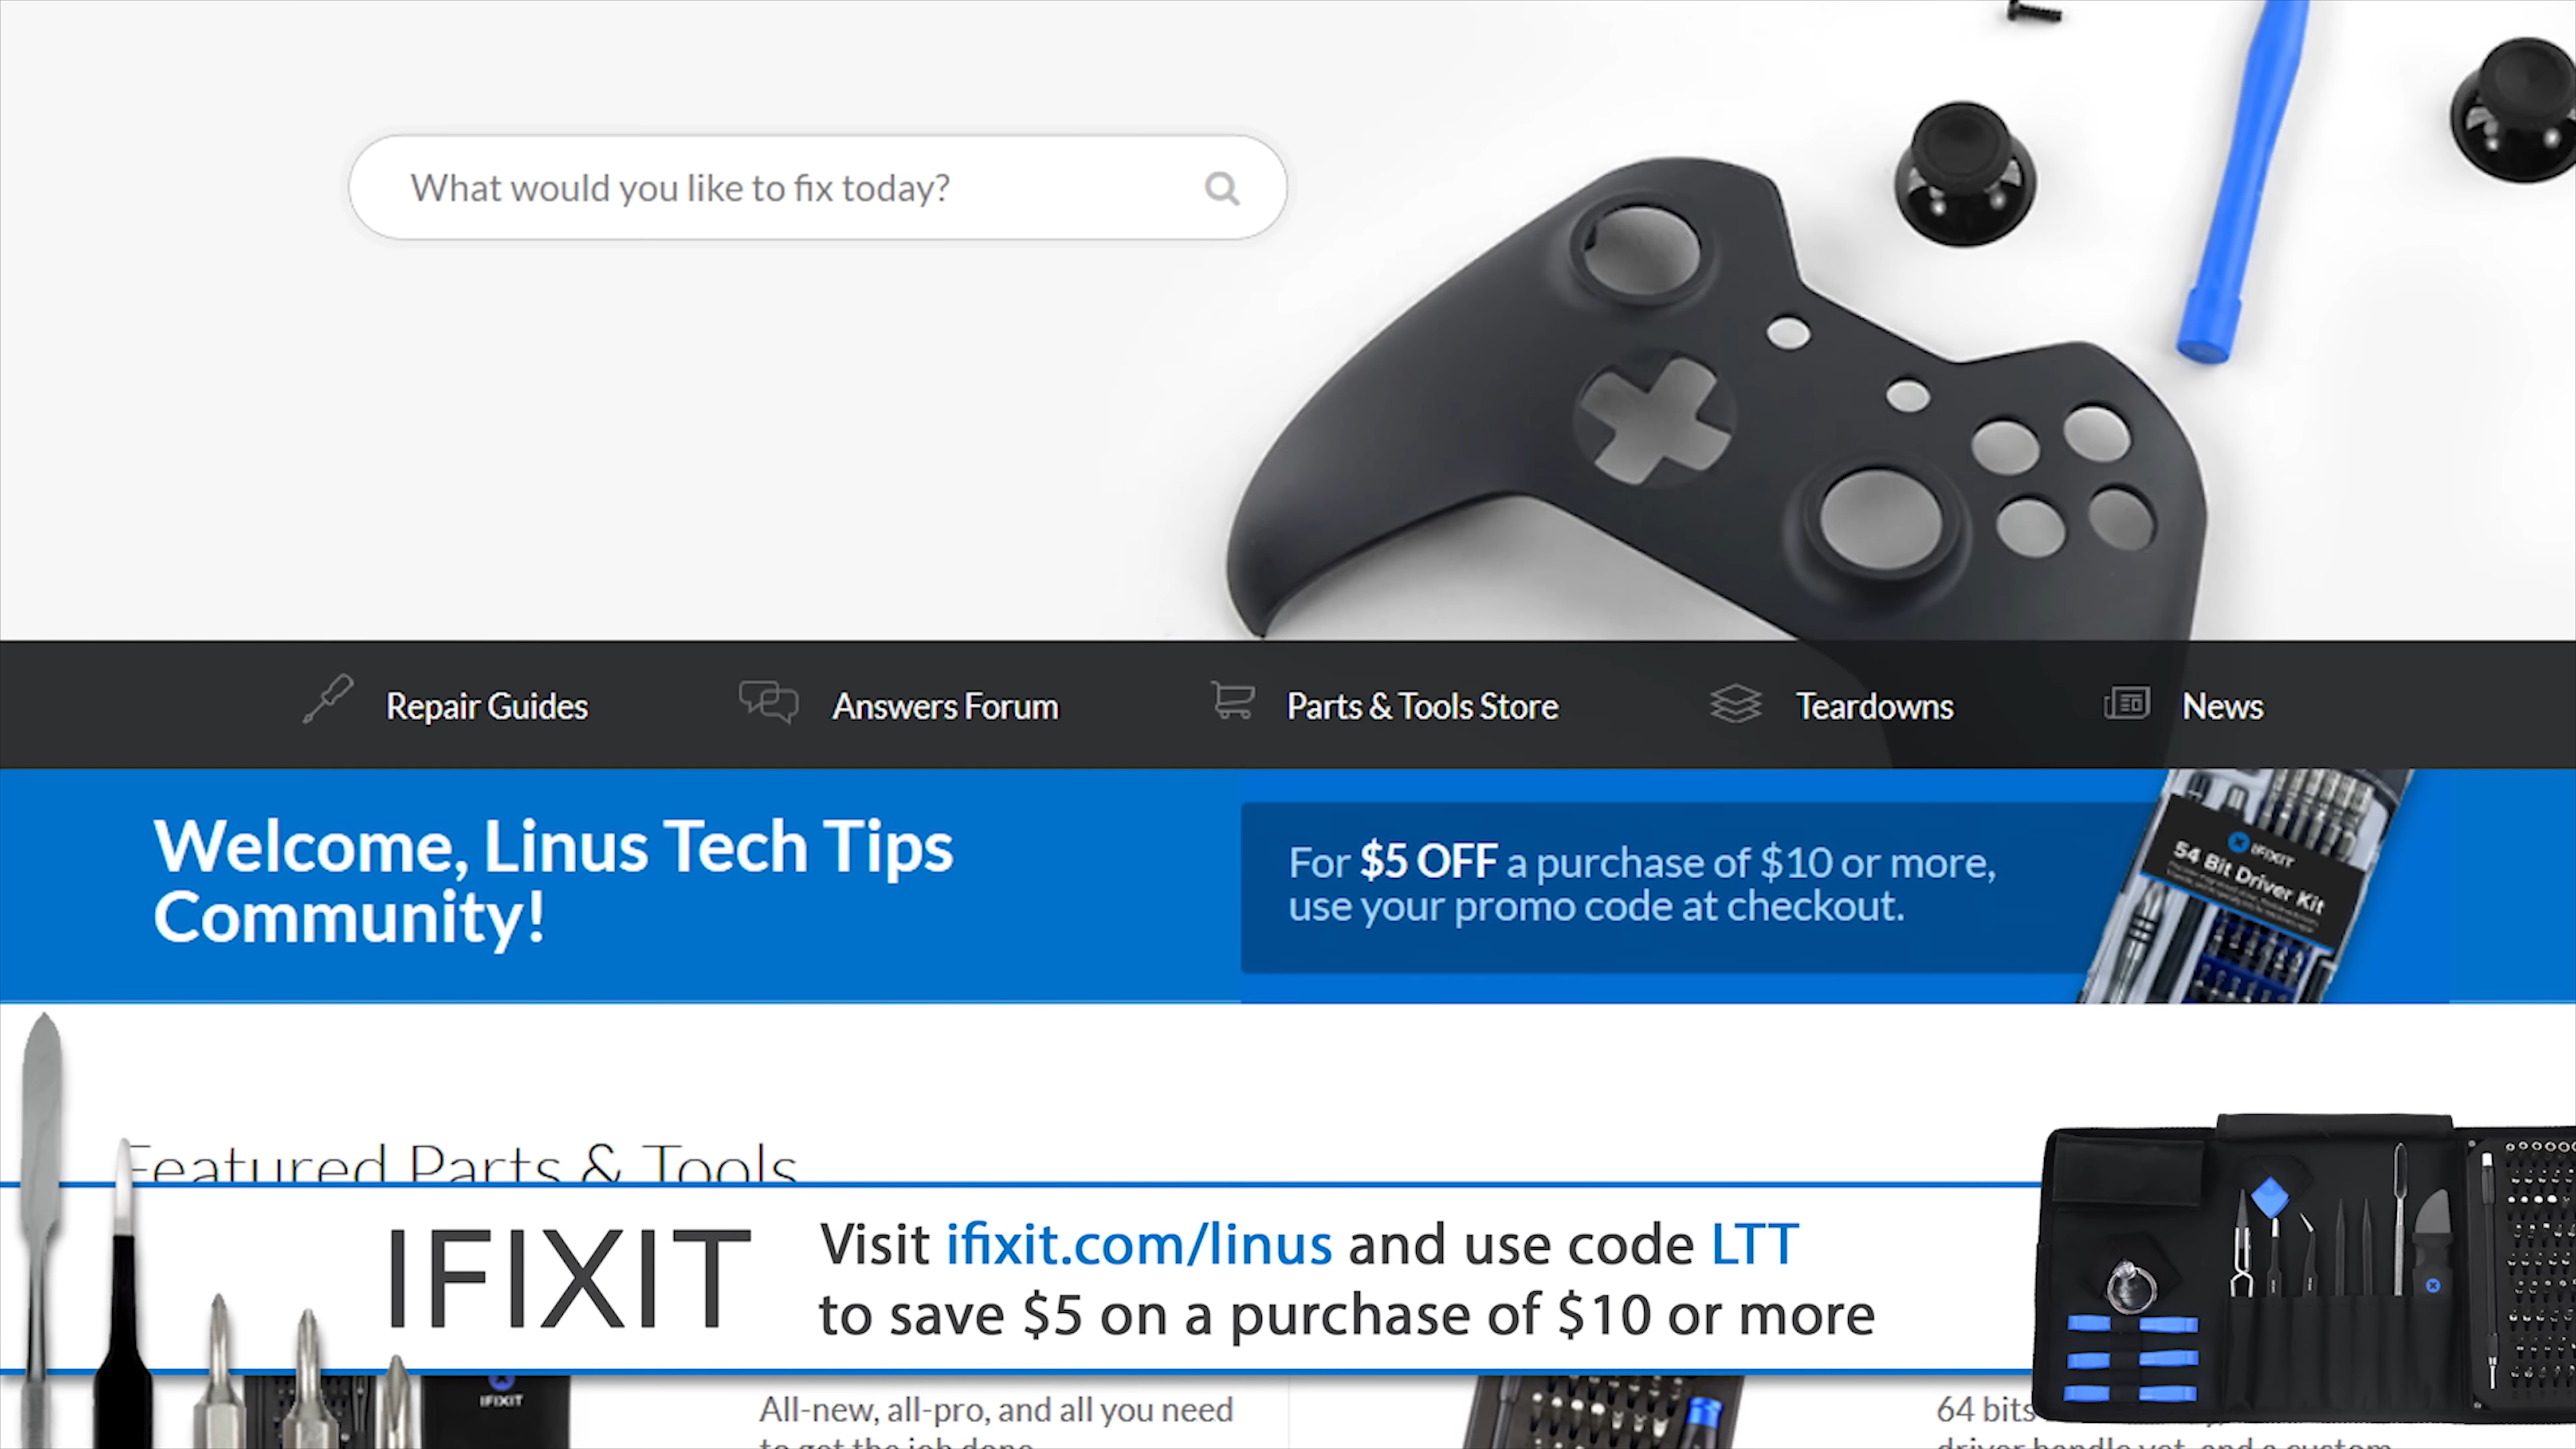 What would you like to fix today?
Repair Guides
Answers Forum
Parts & Tools Store
Teardowns
News
Welcome, Linus Tech Tips
Community!
For $5 OFF a purchase of $10 or more,
use your promo code at checkout.
IFIXIT
54 Bit Driver Kit
Featured Parts & Tools
IFIXIT
Visit ifixit.com/linus and use code LTT
to save $5 on a purchase of $10 or more
IFIXIT
All-new, all-pro, and all you need
to get the job done
64 bits
driver handle yet, and a custom